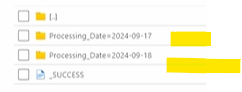 [..]
Processing_Date=2024-09-17
Processing_Date=2024-09-18
_SUCCESS